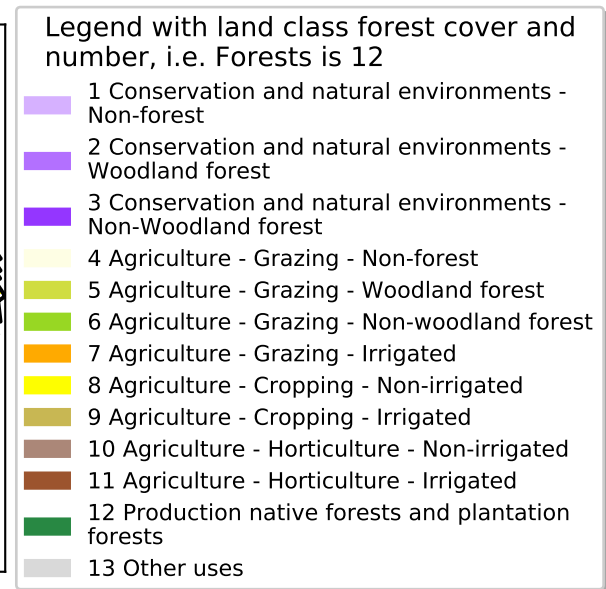 Legend with land class forest cover and
number, i.e. Forests is 12
1 Conservation and natural environments -
Non-forest
2 Conservation and natural environments -
Woodland forest
3 Conservation and natural environments -
Non-Woodland forest
4 Agriculture - Grazing - Non-forest
5 Agriculture - Grazing - Woodland forest
6 Agriculture - Grazing - Non-woodland forest
7 Agriculture - Grazing - Irrigated
8 Agriculture - Cropping - Non-irrigated
9 Agriculture - Cropping - Irrigated
10 Agriculture - Horticulture - Non-irrigated
11 Agriculture - Horticulture - Irrigated
12 Production native forests and plantation
forests
13 Other uses